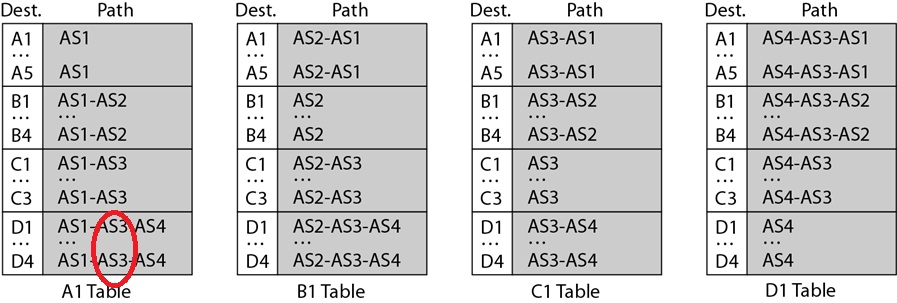 Dest. Path
A1 AS1
...
A5 AS1
B1 AS1-AS2
... ...
B4 AS1-AS2
C1 AS1-AS3
... ...
C3 AS1-AS3
D1 AS1-AS3-AS4
... ...
D4 AS1-AS3-AS4
A1 Table
Dest. Path
A1 AS2-AS1
...
A5 AS2-AS1
B1 AS2
... ...
B4 AS2
C1 AS2-AS3
... ...
C3 AS2-AS3
D1 AS2-AS3-AS4
... ...
D4 AS2-AS3-AS4
B1 Table
Dest. Path
A1 AS3-AS1
...
A5 AS3-AS1
B1 AS3-AS2
... ...
B4 AS3-AS2
C1 AS3
... ...
C3 AS3
D1 AS3-AS4
... ...
D4 AS3-AS4
C1 Table
Dest. Path
A1 AS4-AS3-AS1
...
A5 AS4-AS3-AS1
B1 AS4-AS3-AS2
... ...
B4 AS4-AS3-AS2
C1 AS4-AS3
... ...
C3 AS4-AS3
D1 AS4
... ...
D4 AS4
D1 Table